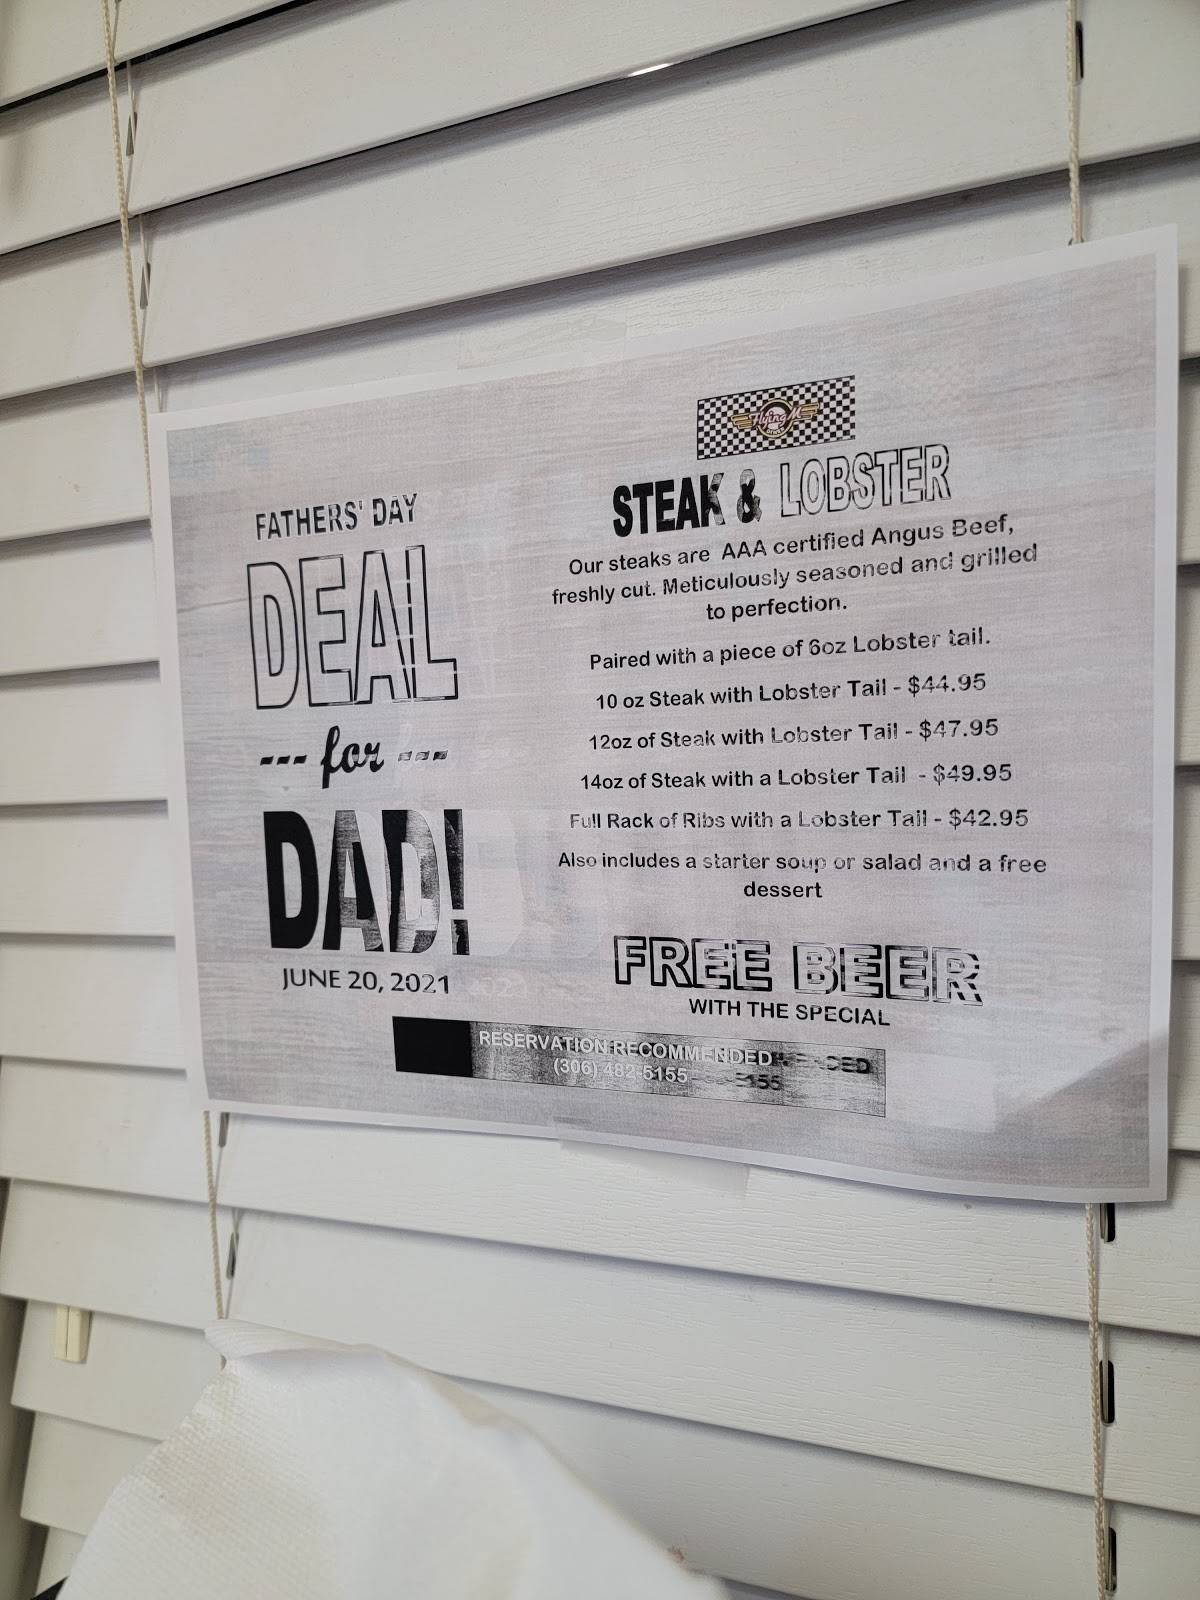 FATHERS' DAY
DEAL
--- for ---
DAD!
JUNE 20, 2021
Flying M
STEAK & LOBSTER
Our steaks are AAA certified Angus Beef,
freshly cut. Meticulously seasoned and grilled
to perfection.
Paired with a piece of 6oz Lobster tail.
10 oz Steak with Lobster Tail - $44.95
12oz of Steak with Lobster Tail - $47.95
14oz of Steak with a Lobster Tail - $49.95
Full Rack of Ribs with a Lobster Tail - $42.95
Also includes a starter soup or salad and a free
dessert
FREE BEER
WITH THE SPECIAL
RESERVATION RECOMMENDED
(306) 482-5155